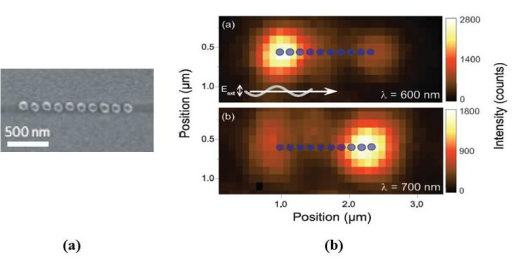 500 nm
(a)
Position (μm)
0.5
1.0
(a)
E_ext
λ = 600 nm
2800
1400
0
(b)
0.5
1.0
λ = 700 nm
1800
900
0
Intensity (counts)
1.0
2.0
3.0
Position (μm)
(b)